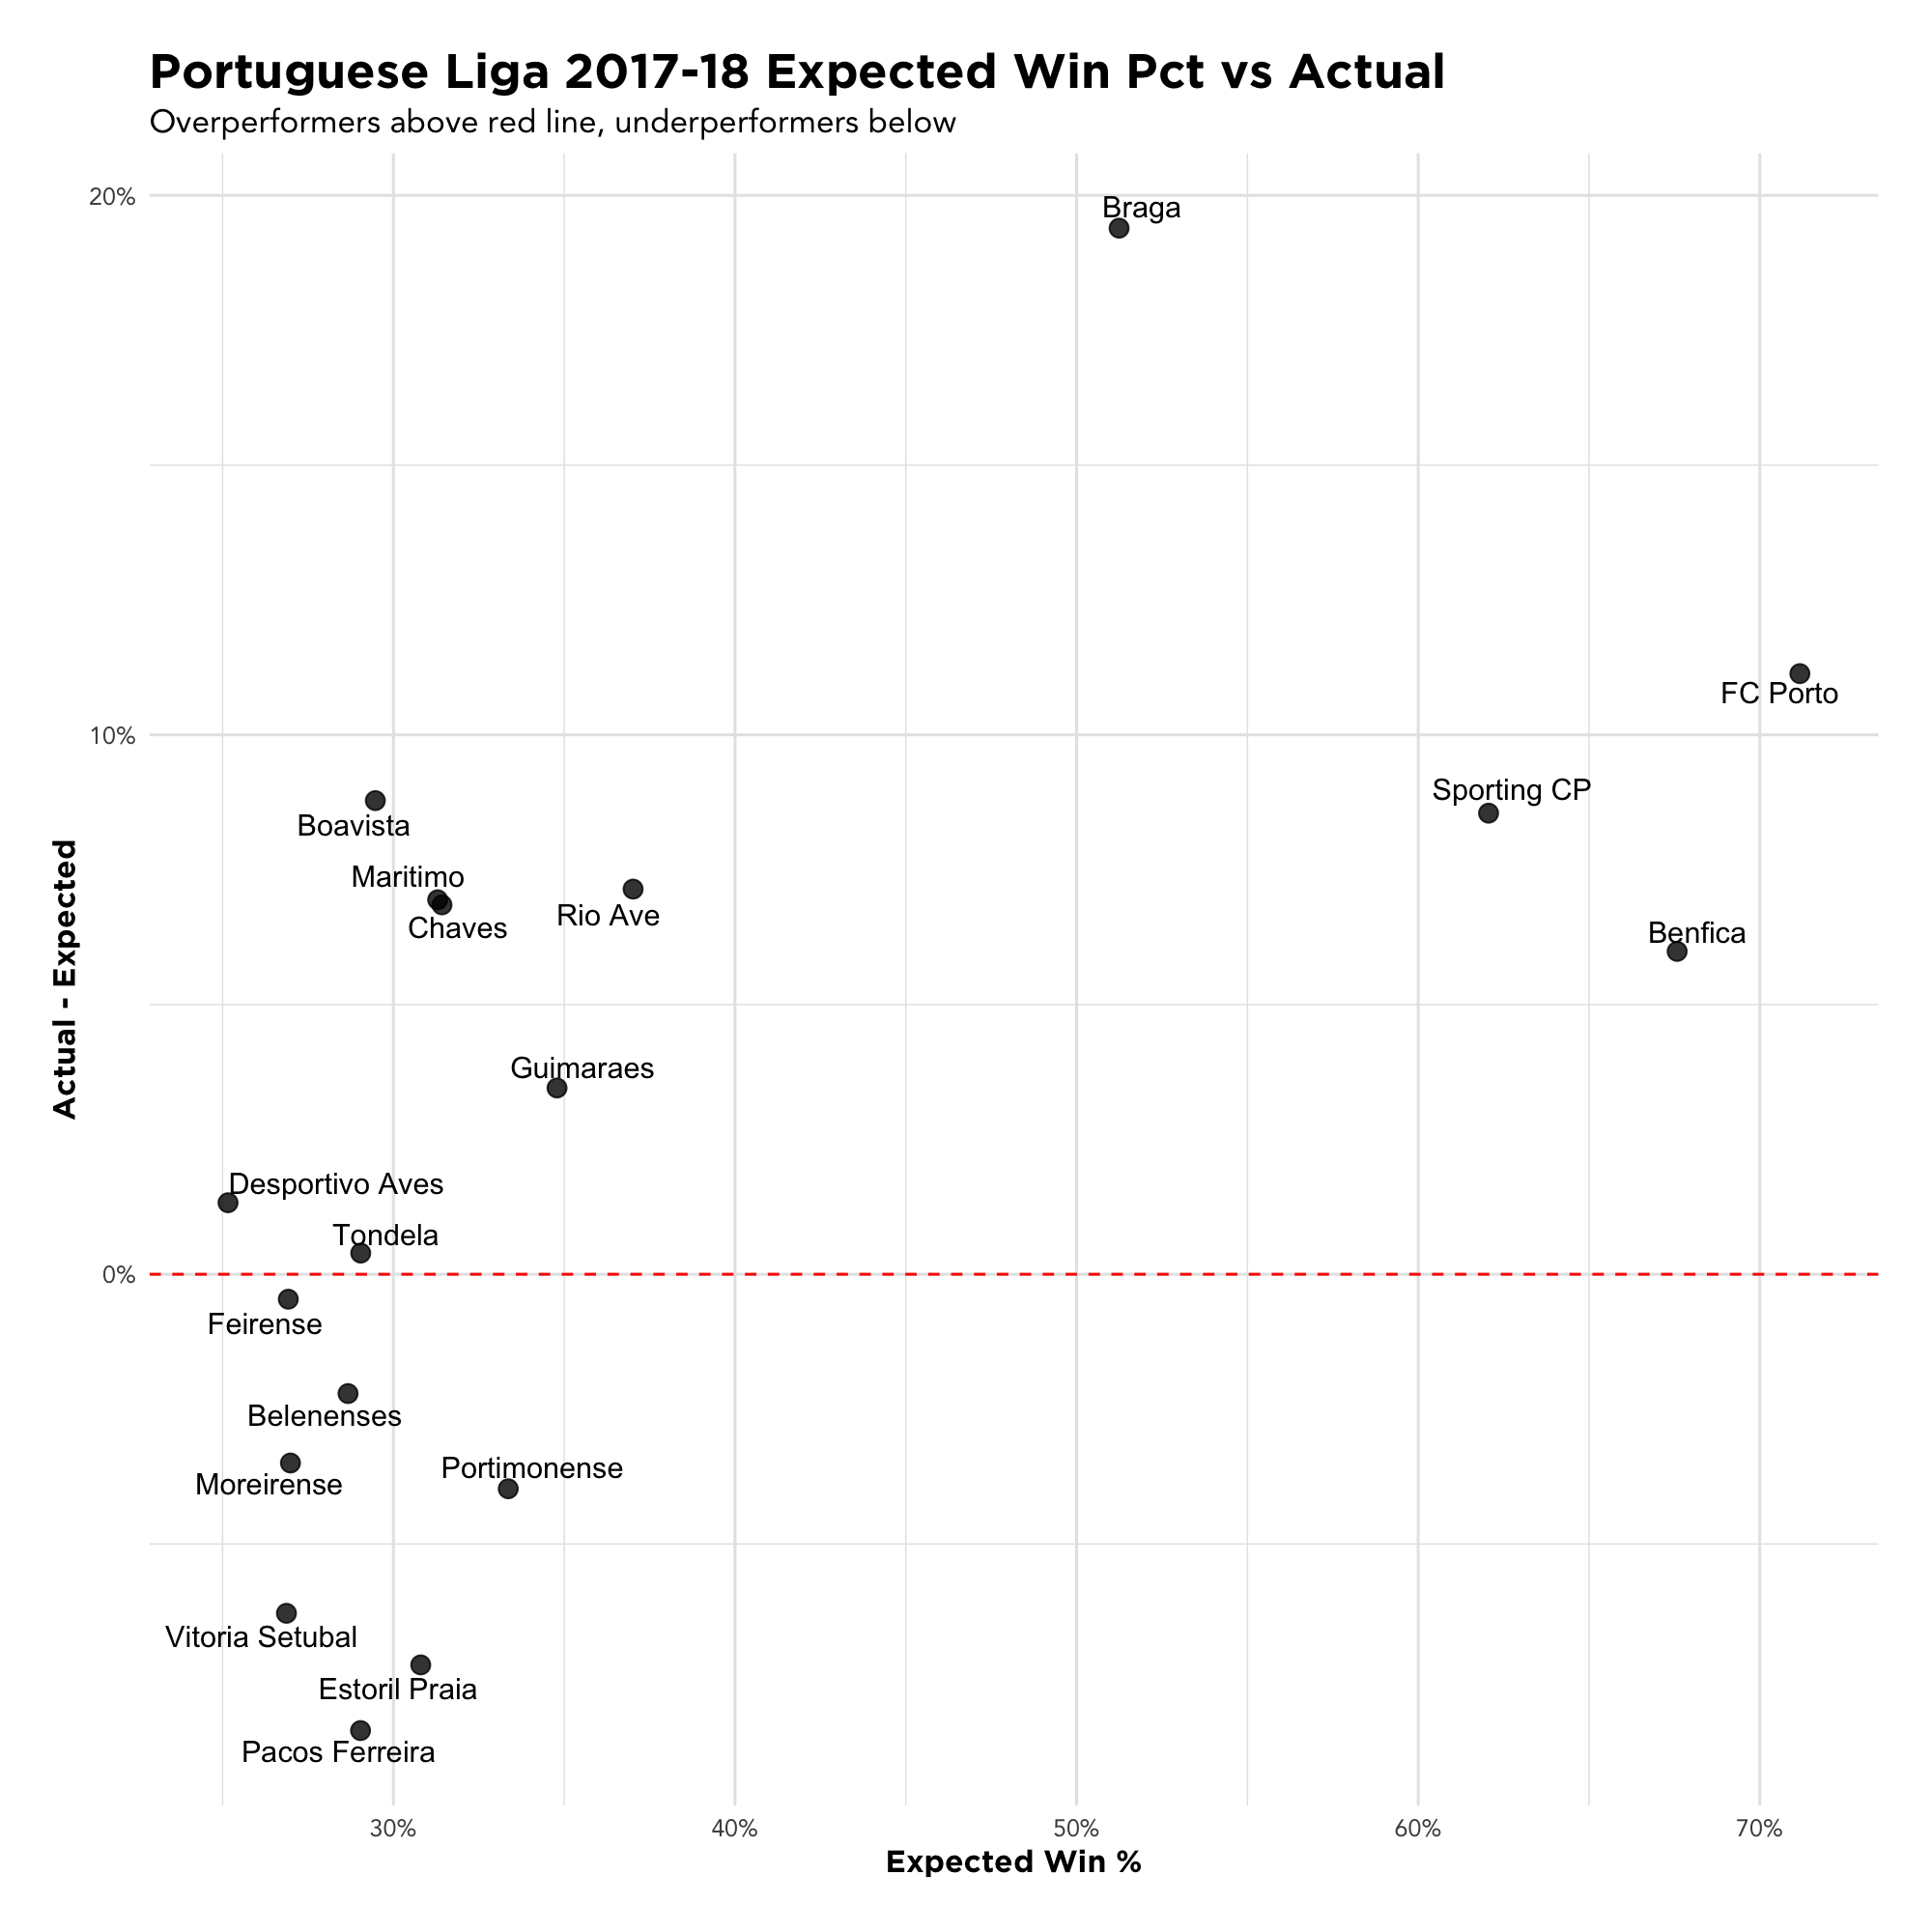 Portuguese Liga 2017-18 Expected Win Pct vs Actual
Overperformers above red line, underperformers below
20%
Braga
FC Porto
10%
Sporting CP
Boavista
Maritimo
Rio Ave
Chaves
Benfica
Actual - Expected
Guimaraes
Desportivo Aves
Tondela
0%
Feirense
Belenenses
Portimonense
Moreirense
Vitoria Setubal
Estoril Praia
Pacos Ferreira
30% 40% 50% 60% 70%
Expected Win %